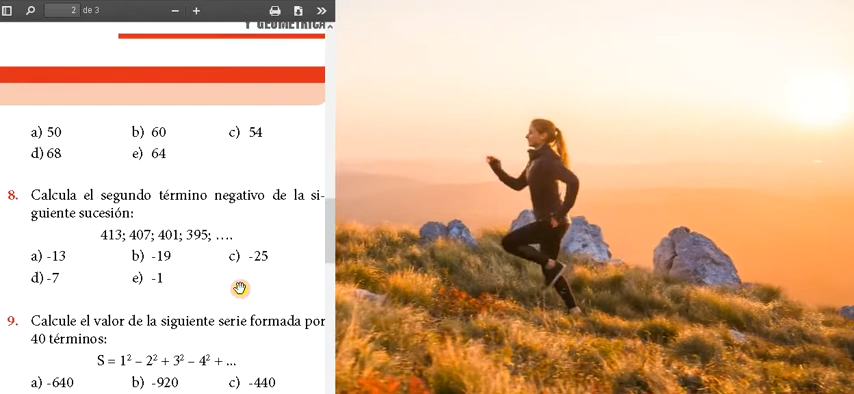 2 de 3
Y GEOMÉTRICA
a) 50 b) 60 c) 54
d) 68 e) 64
8. Calcula el segundo término negativo de la si-
guiente sucesión:
413; 407; 401; 395; ....
a) -13 b) -19 c) -25
d) -7 e) -1
9. Calcule el valor de la siguiente serie formada por
40 términos:
S = 1² – 2² + 3² – 4² + ...
a) -640 b) -920 c) -440